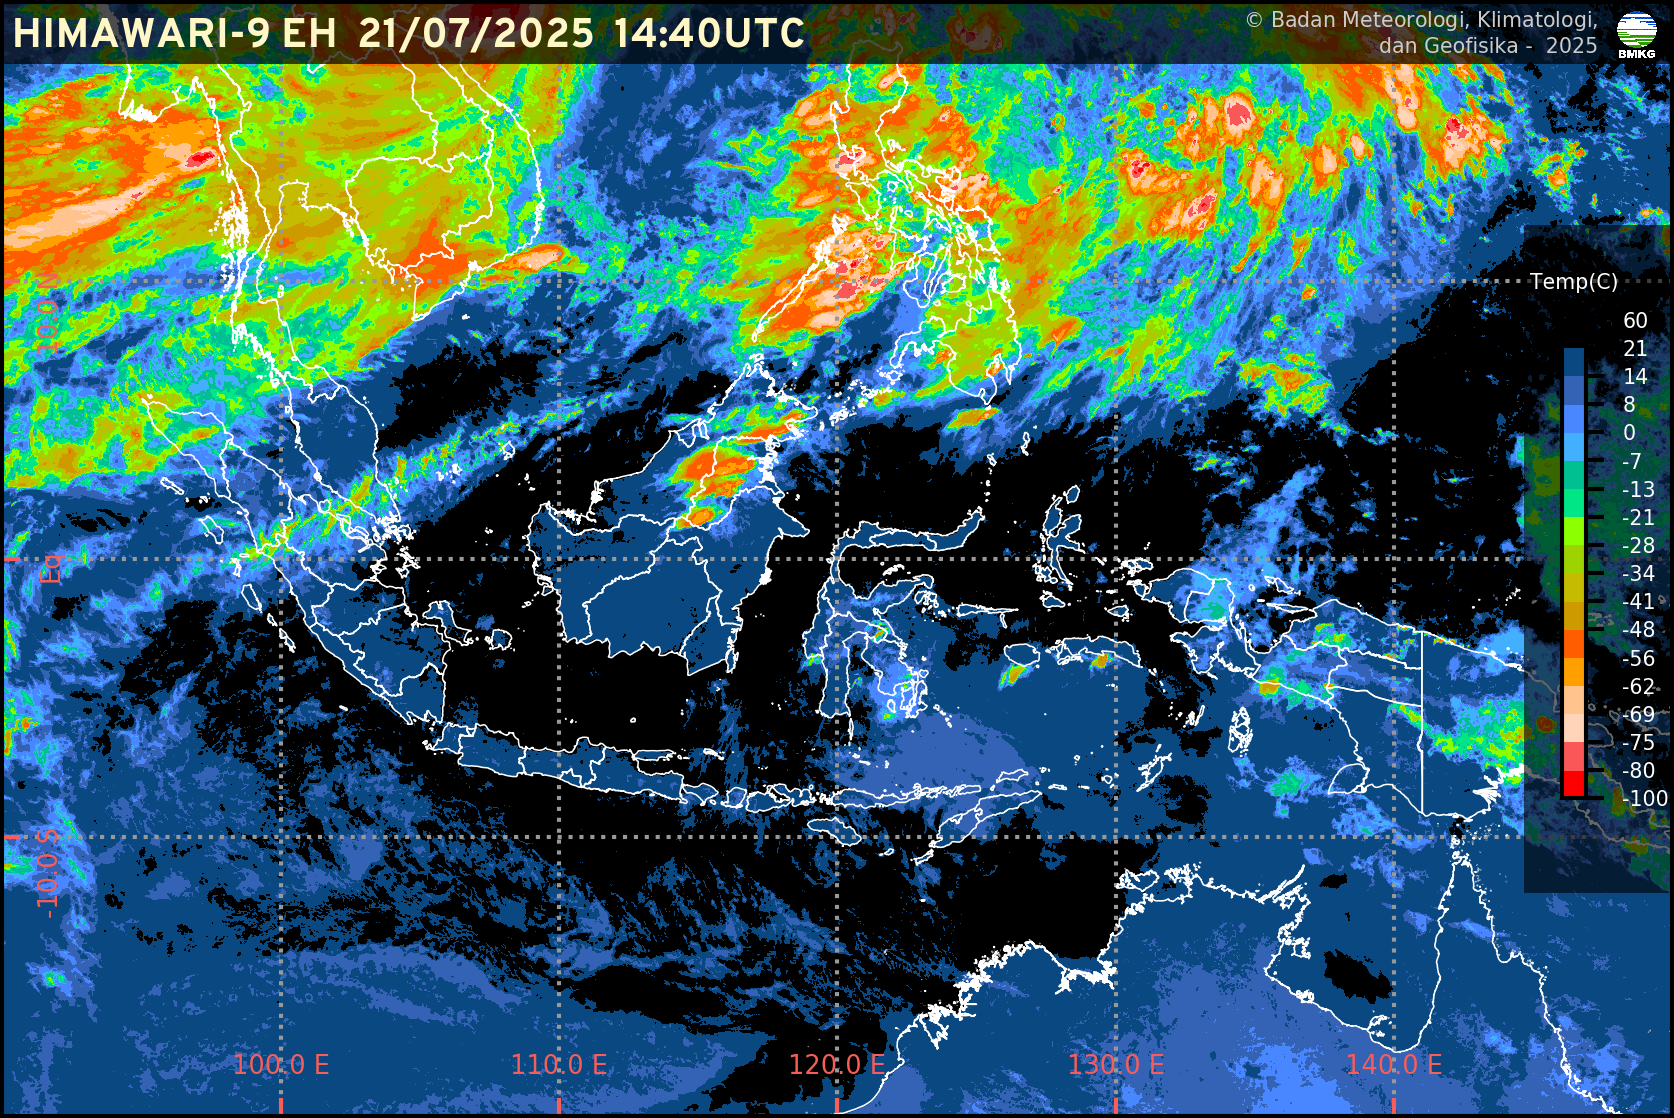 HIMAWARI-9 EH 21/07/2025 14:40UTC
© Badan Meteorologi, Klimatologi,
dan Geofisika - 2025
BMKG
10.0 N
Temp(C)
60
21
14
8
0
-7
-13
-21
-28
-34
-41
-48
-56
-62
-69
-75
-80
-100
Eq
-10.0 S
100.0 E
110.0 E
120.0 E
130.0 E
140.0 E